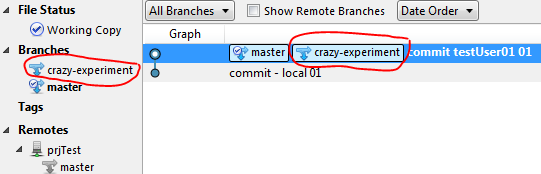 File Status
Working Copy
Branches
crazy-experiment
master
Tags
Remotes
prjTest
master
All Branches
Show Remote Branches
Date Order
Graph
master crazy-experiment commit testUser01 01
commit - local 01